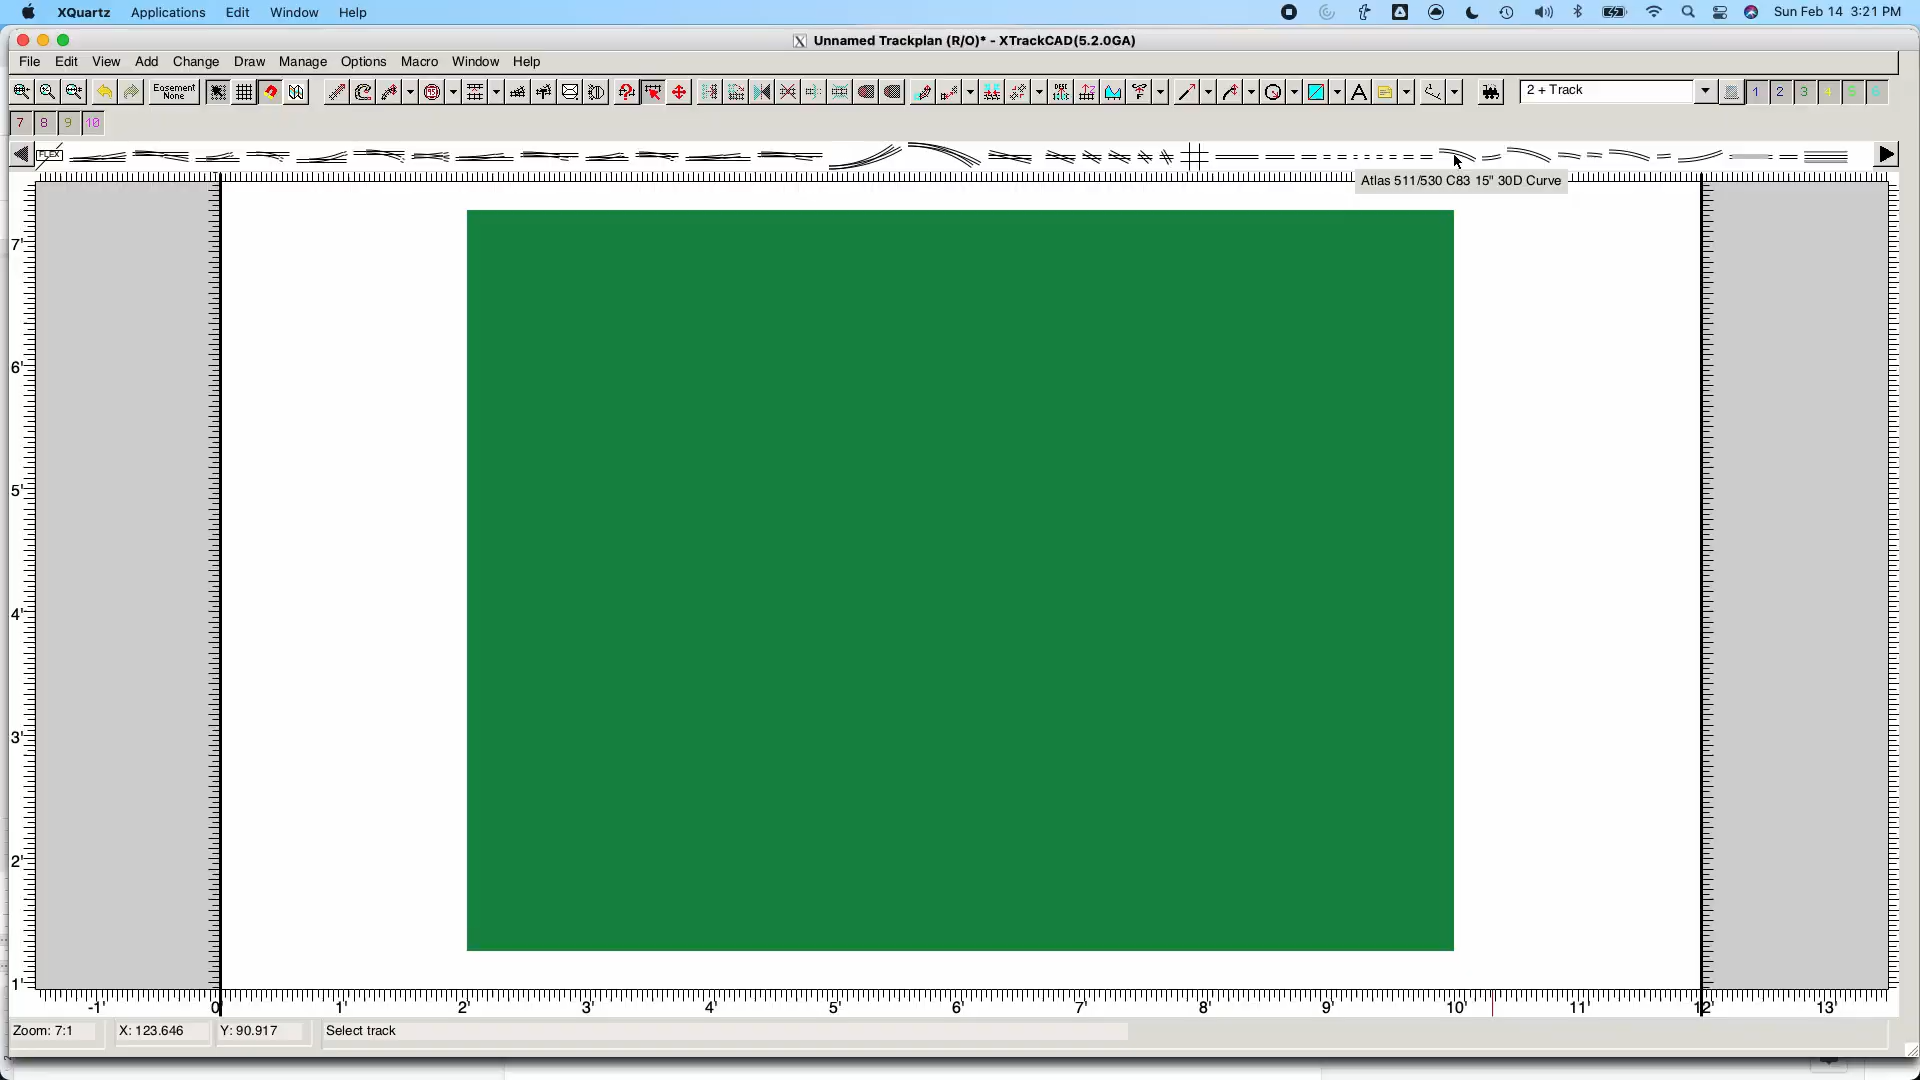 XQuartz Applications Edit Window Help Sun Feb 14 3:21 PM
Unnamed Trackplan (R/O)* - XTrackCAD(5.2.0GA)
File Edit View Add Change Draw Manage Options Macro Window Help
Easement None 2 + Track 1 2 3 4 5 6
7 8 9 10
FLEX
Atlas 511/530 C83 15" 30D Curve
7'
6'
5'
4'
3'
2'
1'
-1' 0' 1' 2' 3' 4' 5' 6' 7' 8' 9' 10' 11' 12' 13'
Zoom: 7:1 X: 123.646 Y: 90.917 Select track